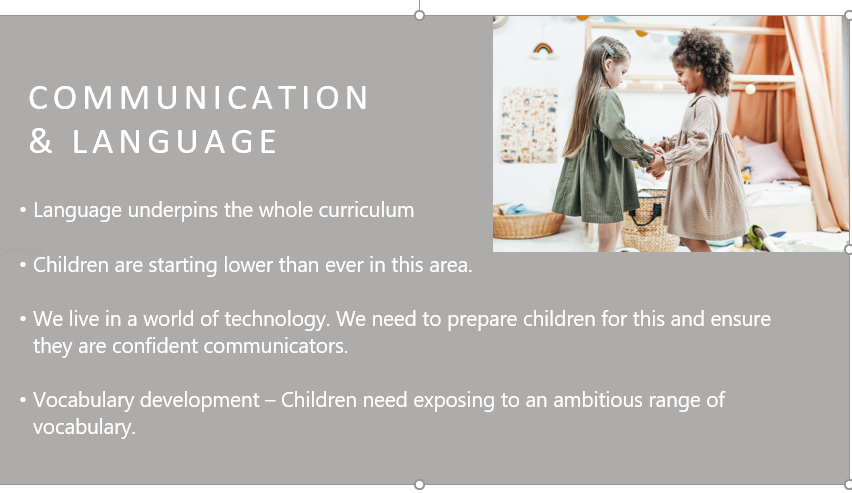 COMMUNICATION
& LANGUAGE
• Language underpins the whole curriculum
• Children are starting lower than ever in this area.
• We live in a world of technology. We need to prepare children for this and ensure
they are confident communicators.
• Vocabulary development – Children need exposing to an ambitious range of
vocabulary.